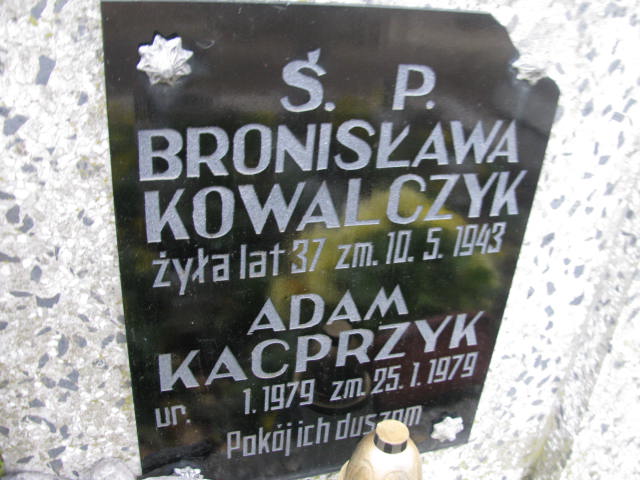 Ś. P.
BRONISŁAWA
KOWALCZYK
żyła lat 37 zm. 10. 5. 1943
ADAM
KACPRZYK
ur. 1. 1979 zm. 25. 1. 1979
Pokój ich duszom